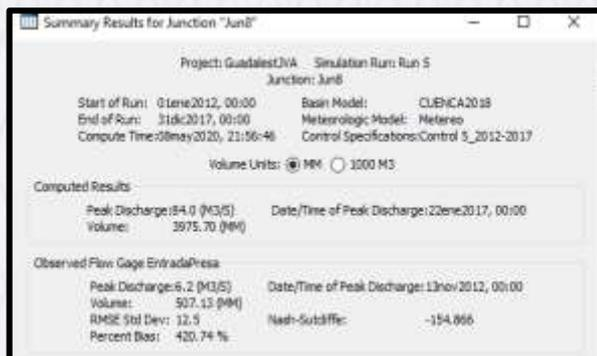 Summary Results for Junction "Jun8"
Project: GuadalestJVA Simulation Run: Run 5
Junction: Jun8
Start of Run: 01ene2012, 00:00 Basin Model: CUENCA2018
End of Run: 31dic2017, 00:00 Meteorologic Model: Metereo
Compute Time:08may2020, 21:56:46 Control Specifications:Control 5_2012-2017
Volume Units: MM 1000 M3
Computed Results
Peak Discharge:84.0 (M3/S) Date/Time of Peak Discharge:22ene2017, 00:00
Volume: 3975.70 (MM)
Observed Flow Gage EntradaPresa
Peak Discharge:6.2 (M3/S) Date/Time of Peak Discharge:13nov2012, 00:00
Volume: 507.13 (MM)
RMSE Std Dev: 12.5 Nash-Sutcliffe: -154.866
Percent Bias: 420.74 %